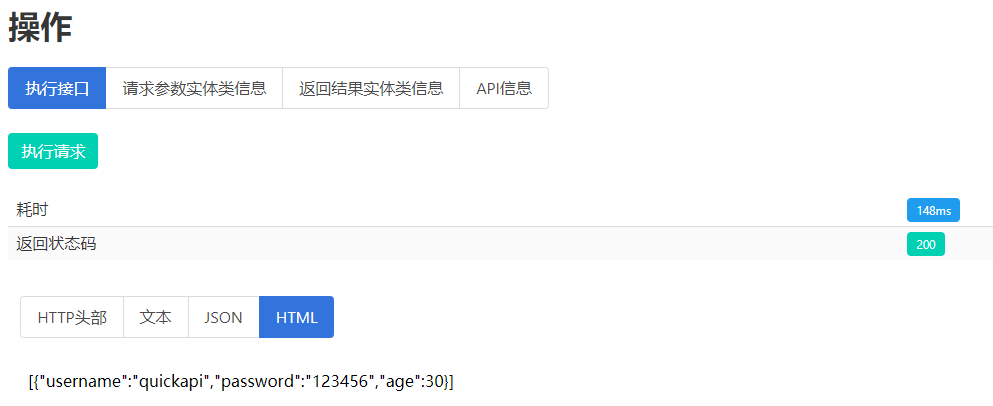 操作
执行接口 请求参数实体类信息 返回结果实体类信息 API信息
执行请求
耗时 148ms
返回状态码 200
HTTP头部 文本 JSON HTML
[{"username":"quickapi","password":"123456","age":30}]